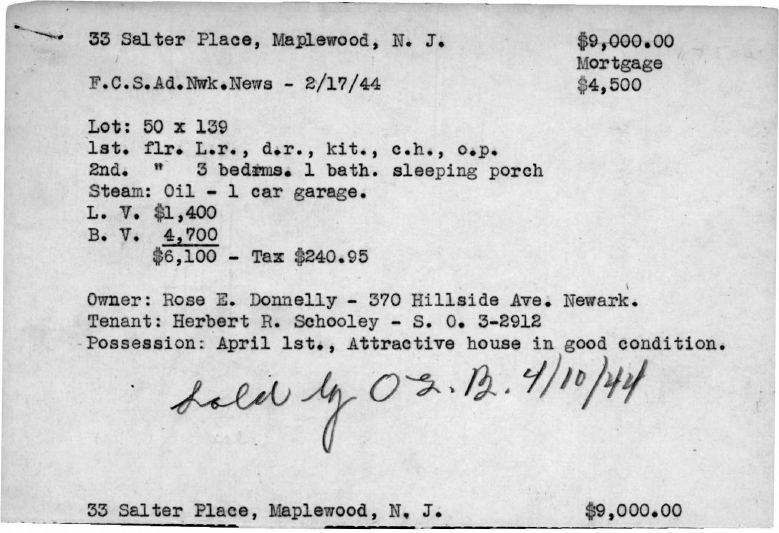 33 Salter Place, Maplewood, N. J. $9,000.00
Mortgage
F.C.S.Ad.Nwk.News - 2/17/44 $4,500
Lot: 50 x 139
1st. flr. L.r., d.r., kit., c.h., o.p.
2nd. " 3 bedrms. 1 bath. sleeping porch
Steam: Oil - 1 car garage.
L. V. $1,400
B. V. 4,700
$6,100 - Tax $240.95
Owner: Rose E. Donnelly - 370 Hillside Ave. Newark.
Tenant: Herbert R. Schooley - S. O. 3-2912
Possession: April 1st., Attractive house in good condition.
Sold by O E. B. 4/10/44
33 Salter Place, Maplewood, N. J. $9,000.00